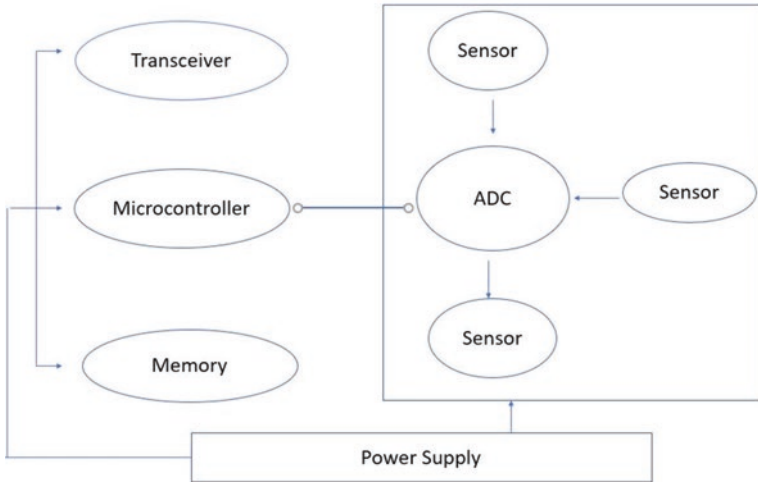 Sensor
Transceiver
Microcontroller
ADC
Sensor
Sensor
Memory
Power Supply